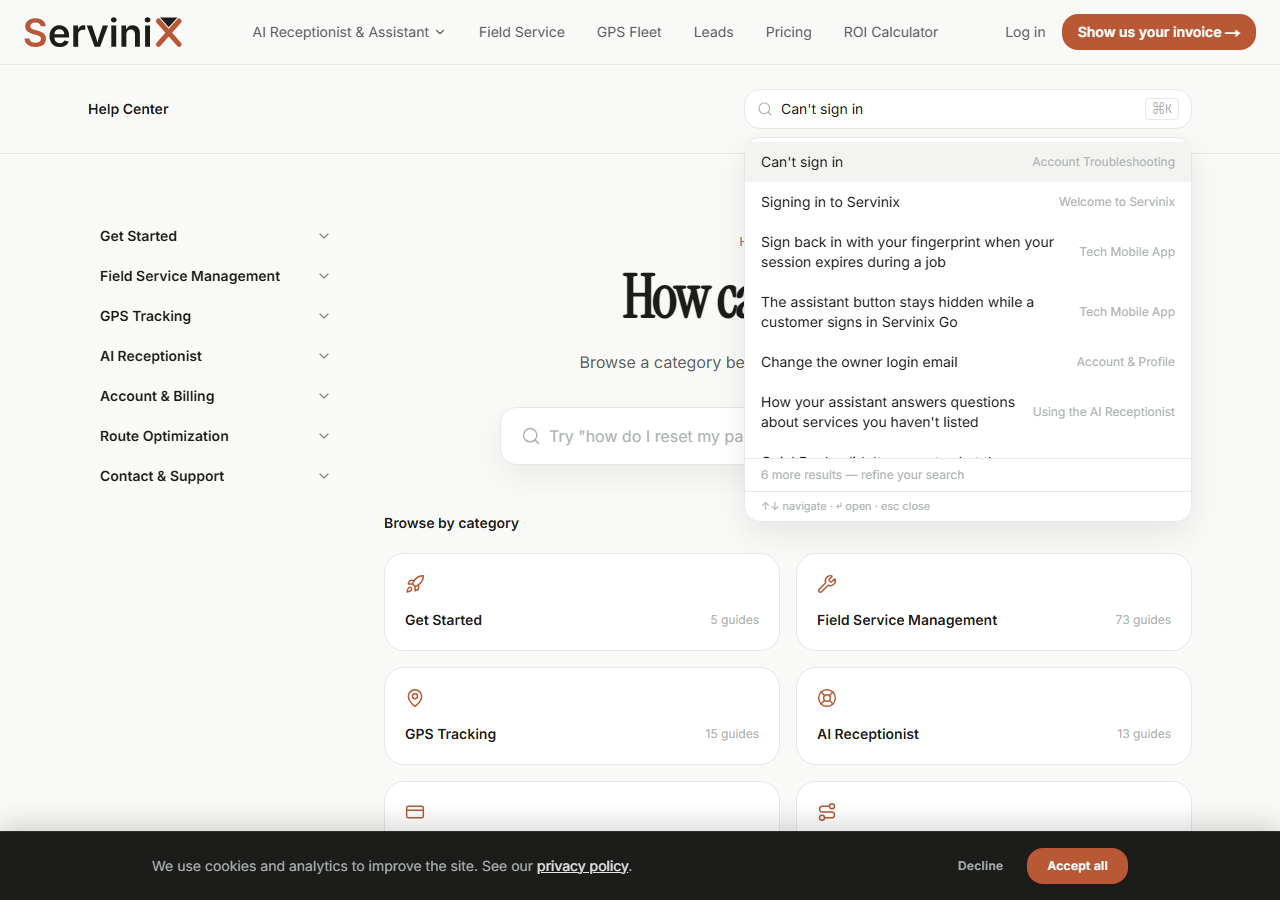 ServiniX
AI Receptionist & Assistant
Field Service
GPS Fleet
Leads
Pricing
ROI Calculator
Log in
Show us your invoice →
Help Center
Can't sign in
⌘K
Can't sign in
Account Troubleshooting
Signing in to Servinix
Welcome to Servinix
Sign back in with your fingerprint when your
session expires during a job
Tech Mobile App
The assistant button stays hidden while a
customer signs in Servinix Go
Tech Mobile App
Change the owner login email
Account & Profile
How your assistant answers questions
about services you haven't listed
Using the AI Receptionist
6 more results — refine your search
↑↓ navigate · ↵ open · esc close
Get Started
Field Service Management
GPS Tracking
AI Receptionist
Account & Billing
Route Optimization
Contact & Support
How
Browse a category
Try "how do I reset my
Browse by category
Get Started
5 guides
Field Service Management
73 guides
GPS Tracking
15 guides
AI Receptionist
13 guides
We use cookies and analytics to improve the site. See our privacy policy.
Decline
Accept all